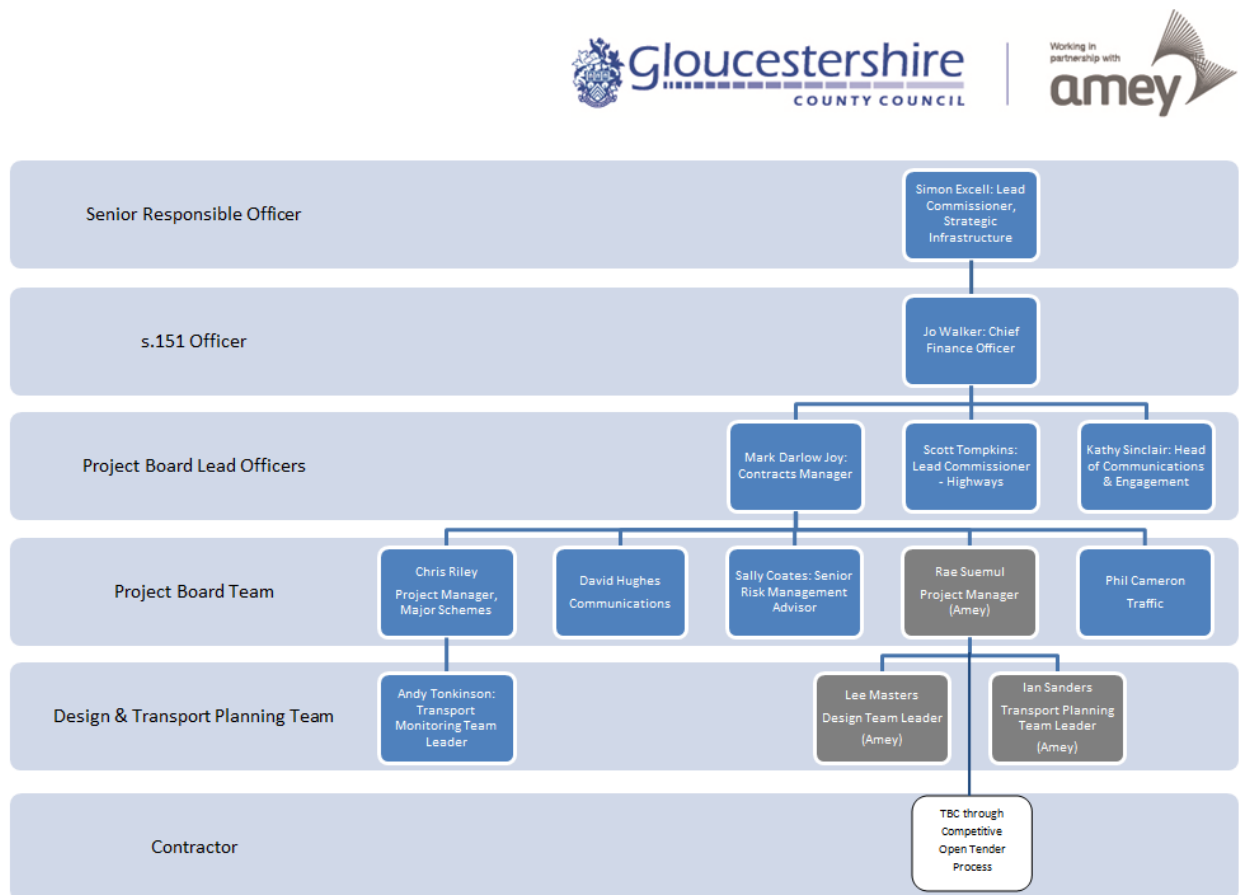 Gloucestershire
COUNTY COUNCIL
Working in
partnership with
amey
Senior Responsible Officer
Simon Excell: Lead
Commissioner,
Strategic
Infrastructure
s.151 Officer
Jo Walker: Chief
Finance Officer
Project Board Lead Officers
Mark Darlow Joy:
Contracts Manager
Scott Tompkins:
Lead Commissioner
- Highways
Kathy Sinclair: Head
of Communications
& Engagement
Project Board Team
Chris Riley
Project Manager,
Major Schemes
David Hughes
Communications
Sally Coates: Senior
Risk Management
Advisor
Rae Suemul
Project Manager
(Amey)
Phil Cameron
Traffic
Design & Transport Planning Team
Andy Tonkinson:
Transport
Monitoring Team
Leader
Lee Masters
Design Team Leader
(Amey)
Ian Sanders
Transport Planning
Team Leader
(Amey)
Contractor
TBC through
Competitive
Open Tender
Process